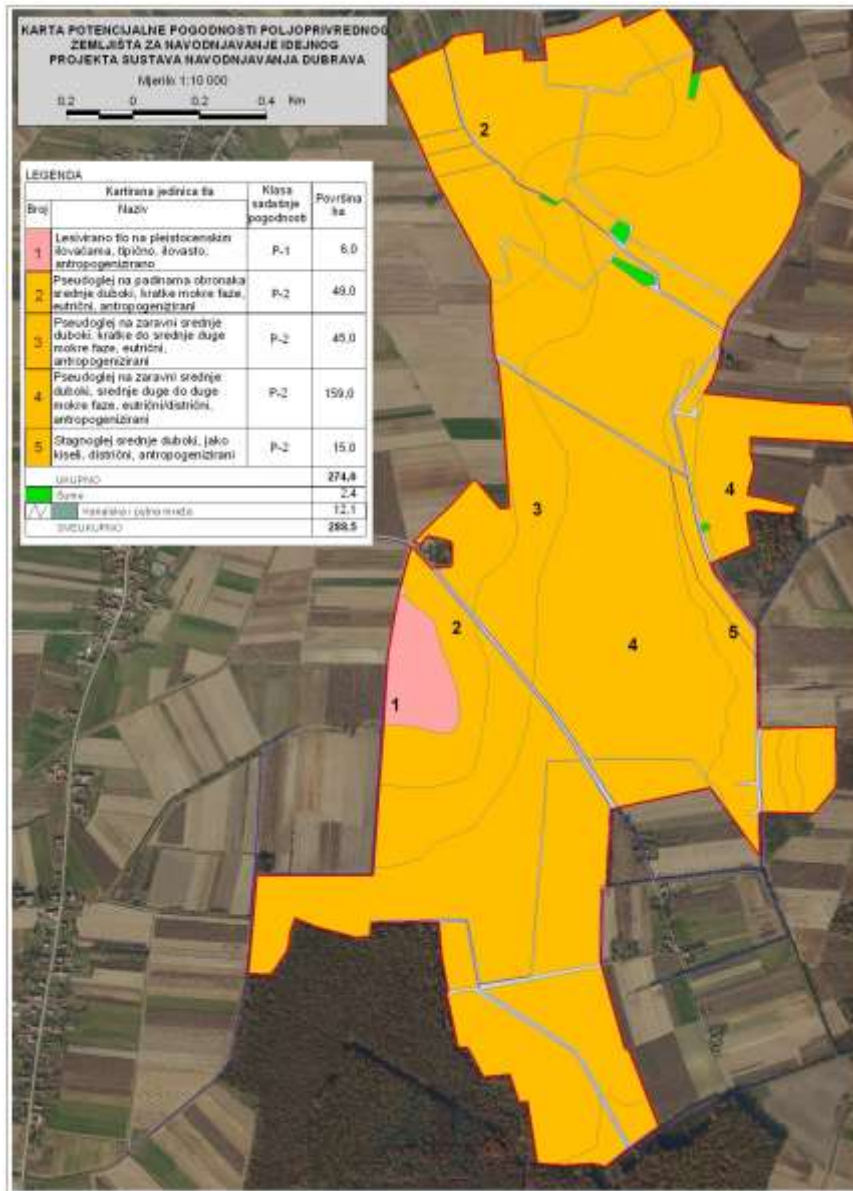 KARTA POTENCIJALNE POGODNOSTI POLJOPRIVREDNOG
ZEMLJIŠTA ZA NAVODNJAVANJE IDEJNOG
PROJEKTA SUSTAVA NAVODNJAVANJA DUBRAVA
Mjerilo 1:10 000
0.2 0 0.2 0.4 Km
LEGENDA
Kartirana jedinica tla
Klasa sadašnje pogodnosti
Površina ha
Broj Naziv
1 Lesivirano tlo na pleistocenskim ilovačama, tipično, ilovasto, antropogenizirano P-1 6,0
2 Pseudoglej na padinama obronaka srednje duboki, kratke mokre faze, eutrični, antropogenizirani P-2 49,0
3 Pseudoglej na zaravni srednje duboki, kratke do srednje duge mokre faze, eutrični, antropogenizirani P-2 45,0
4 Pseudoglej na zaravni srednje duboki, srednje duge do duge mokre faze, eutrični/distrični, antropogenizirani P-2 159,0
5 Stagnoglej srednje duboki, jako kiseli, distrični, antropogenizirani P-2 15,0
UKUPNO 274,0
Šume 2,4
Kanalska i putna mreža 12,1
SVEUKUPNO 288,5
2
4
3
2
4
5
1